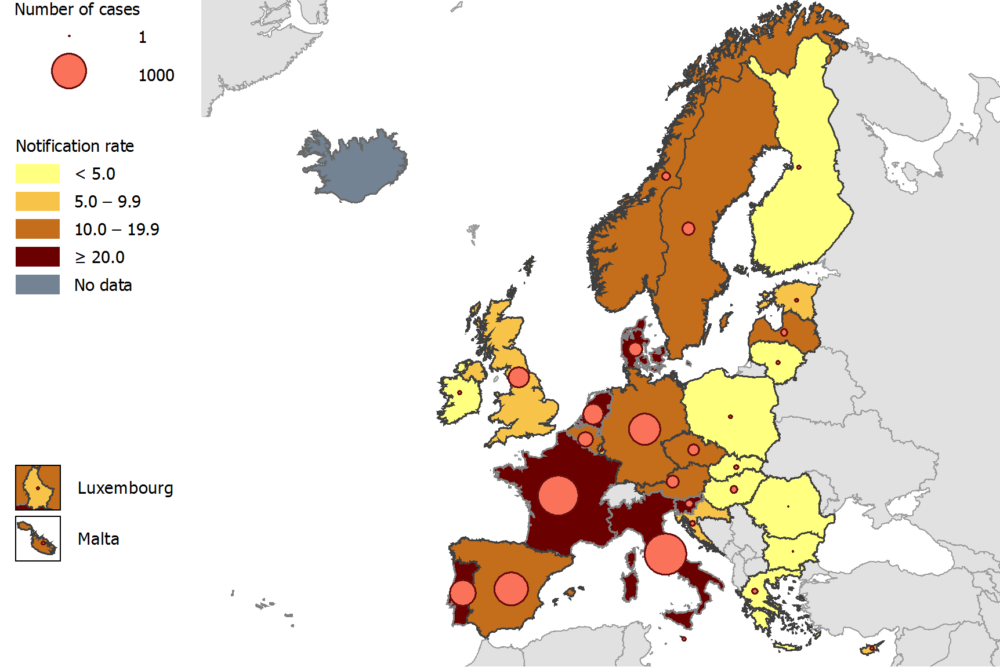 Number of cases
1
1000
Notification rate
< 5.0
5.0 – 9.9
10.0 – 19.9
≥ 20.0
No data
Luxembourg
Malta